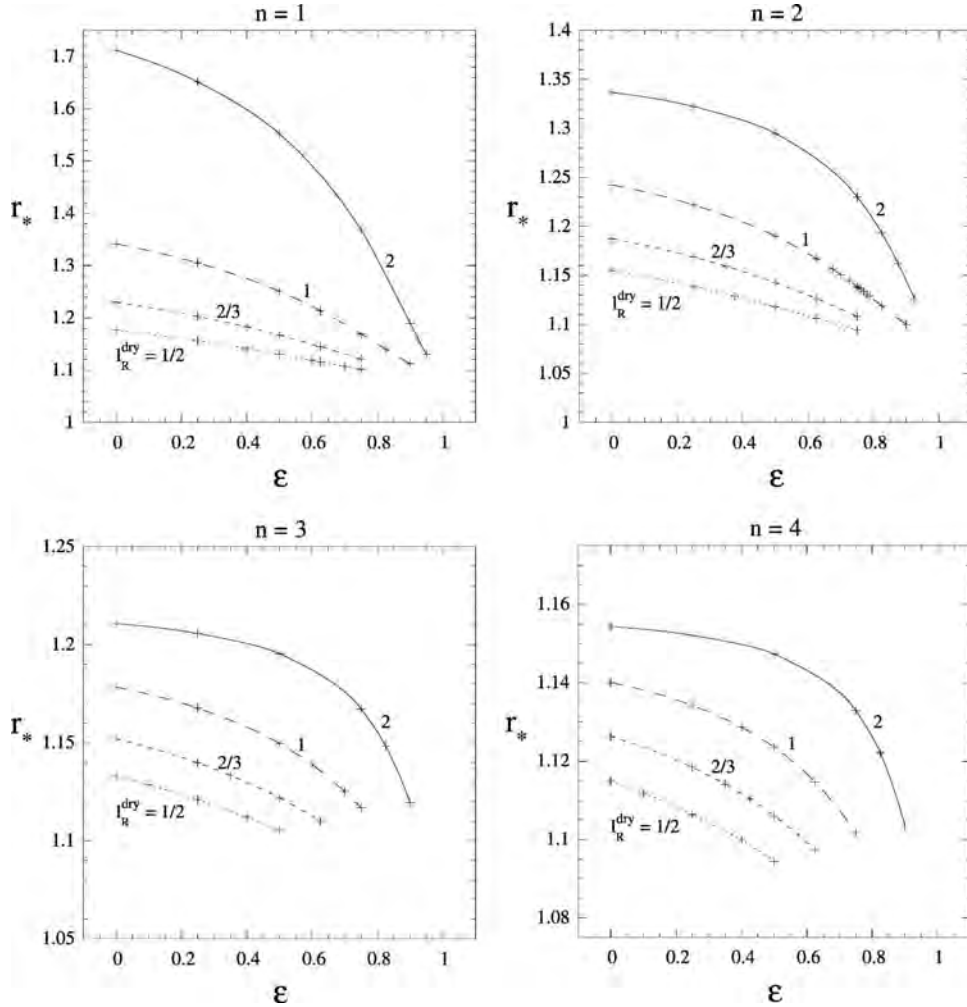 n = 1
1.7
1.6
1.5
1.4
1.3
1.2
1.1
1
r*
2
1
2/3
l_R^dry = 1/2
0 0.2 0.4 0.6 0.8 1
ε
n = 2
1.4
1.35
1.3
1.25
1.2
1.15
1.1
1.05
1
r*
2
1
2/3
l_R^dry = 1/2
0 0.2 0.4 0.6 0.8 1
ε
n = 3
1.25
1.2
1.15
1.1
1.05
r*
2
1
2/3
l_R^dry = 1/2
0 0.2 0.4 0.6 0.8 1
ε
n = 4
1.16
1.14
1.12
1.1
1.08
r*
2
1
2/3
l_R^dry = 1/2
0 0.2 0.4 0.6 0.8 1
ε